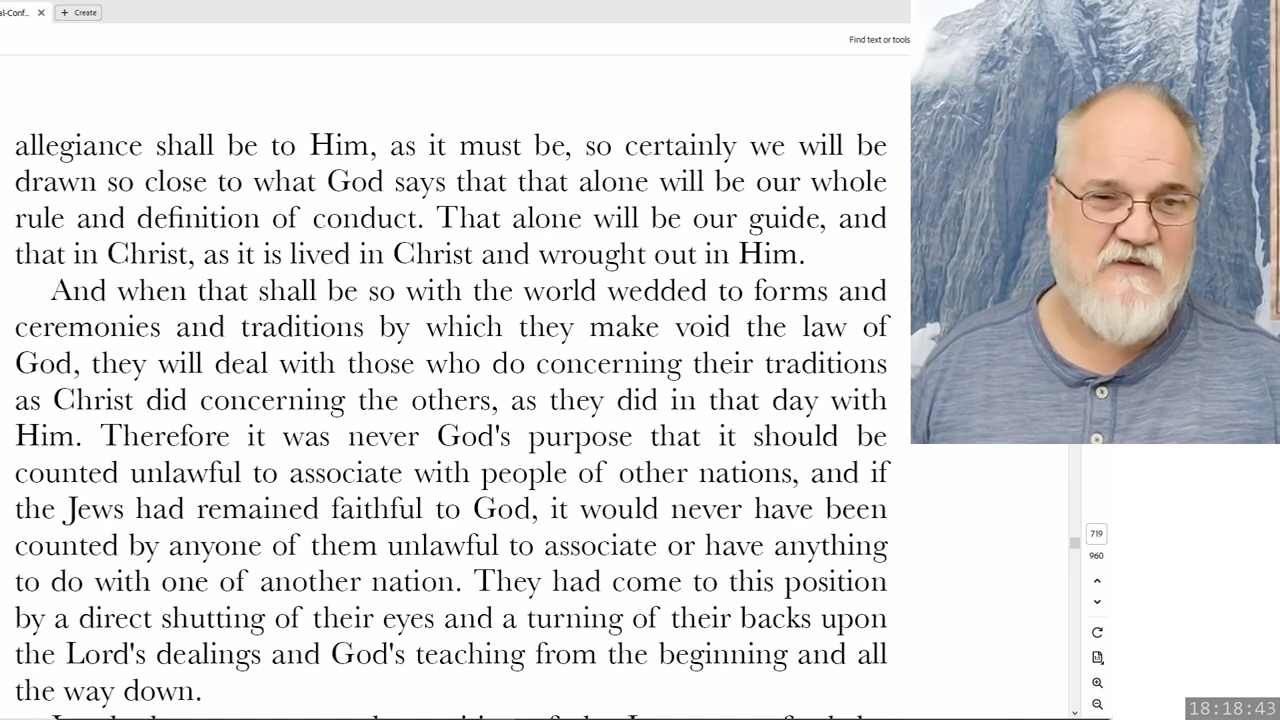 al-Conf..
Create
Find text or tools
allegiance shall be to Him, as it must be, so certainly we will be
drawn so close to what God says that that alone will be our whole
rule and definition of conduct. That alone will be our guide, and
that in Christ, as it is lived in Christ and wrought out in Him.
And when that shall be so with the world wedded to forms and
ceremonies and traditions by which they make void the law of
God, they will deal with those who do concerning their traditions
as Christ did concerning the others, as they did in that day with
Him. Therefore it was never God's purpose that it should be
counted unlawful to associate with people of other nations, and if
the Jews had remained faithful to God, it would never have been
counted by anyone of them unlawful to associate or have anything
to do with one of another nation. They had come to this position
by a direct shutting of their eyes and a turning of their backs upon
the Lord's dealings and God's teaching from the beginning and all
the way down.
719
960
18:18:43